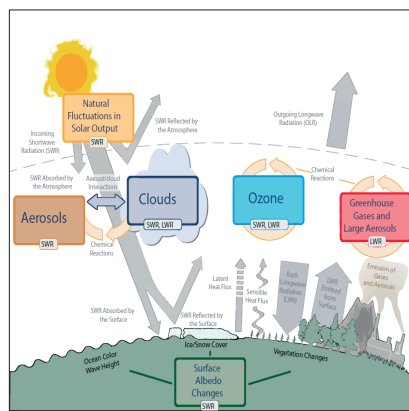 Natural
Fluctuations in
Solar Output
SWR
Incoming
Shortwave
Radiation (SWR)
SWR Reflected by
the Atmosphere
Outgoing Longwave
Radiation (OLR)
SWR Absorbed by
the Atmosphere
Aerosol/cloud
Interactions
Chemical
Reactions
Aerosols
SWR
Clouds
SWR, LWR
Ozone
SWR, LWR
Greenhouse
Gases and
Large Aerosols
LWR
Chemical
Reactions
Latent
Heat Flux
Sensible
Heat Flux
Back
Longwave
Radiation
(LWR)
LWR
Emitted
from
Surface
Emission of
Gases
and Aerosols
SWR Absorbed by
the Surface
SWR Reflected by
the Surface
Ice/Snow Cover
Ocean Color
Wave Height
Vegetation Changes
Surface
Albedo
Changes
SWR